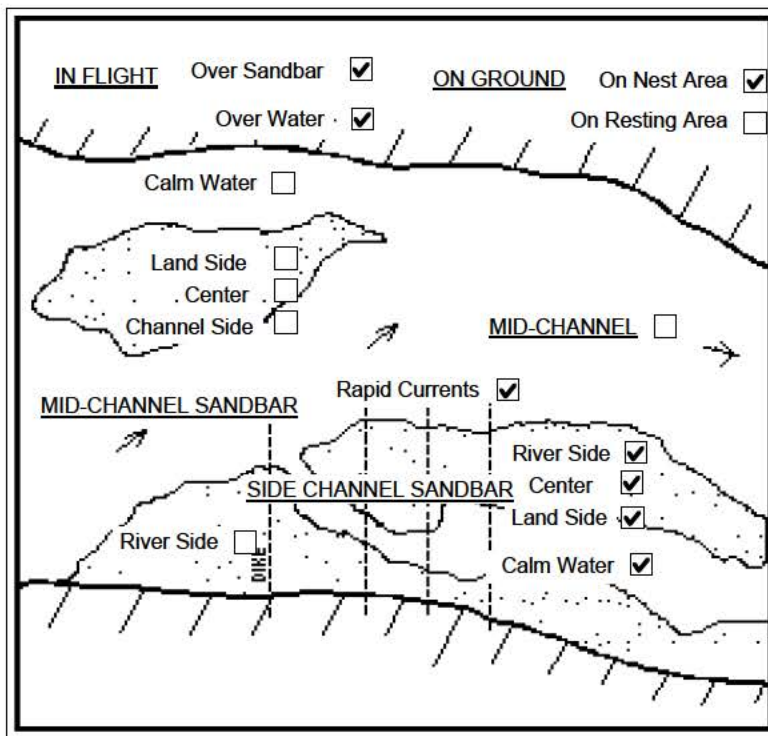 IN FLIGHT Over Sandbar ON GROUND On Nest Area
Over Water On Resting Area
Calm Water
Land Side
Center
Channel Side
MID-CHANNEL
Rapid Currents
MID-CHANNEL SANDBAR
River Side
SIDE CHANNEL SANDBAR Center
Land Side
River Side
DIKE
Calm Water